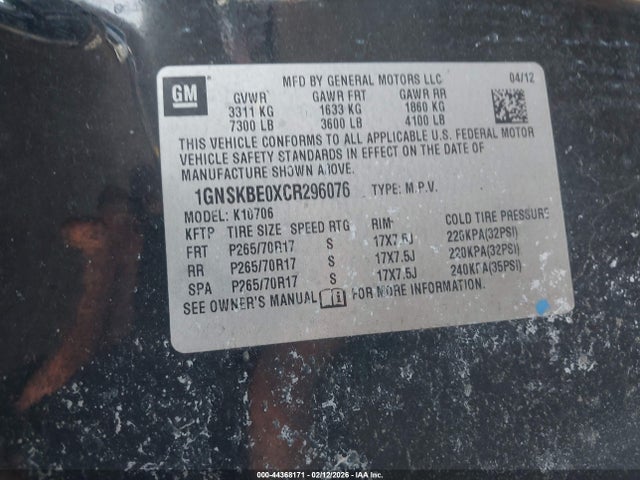 GM
MFD BY GENERAL MOTORS LLC 04/12
GVWR GAWR FRT GAWR RR
3311 KG 1633 KG 1860 KG
7300 LB 3600 LB 4100 LB
THIS VEHICLE CONFORMS TO ALL APPLICABLE U.S. FEDERAL MOTOR
VEHICLE SAFETY STANDARDS IN EFFECT ON THE DATE OF
MANUFACTURE SHOWN ABOVE.
1GNSKBE0XCR296076 TYPE: M.P.V.
MODEL: K10706
KFTP TIRE SIZE SPEED RTG RIM COLD TIRE PRESSURE
FRT P265/70R17 S 17X7.5J 220KPA(32PSI)
RR P265/70R17 S 17X7.5J 220KPA(32PSI)
SPA P265/70R17 S 17X7.5J 240KPA(35PSI)
SEE OWNER'S MANUAL FOR MORE INFORMATION.
000-44368171 - 02/12/2026 - IAA Inc.